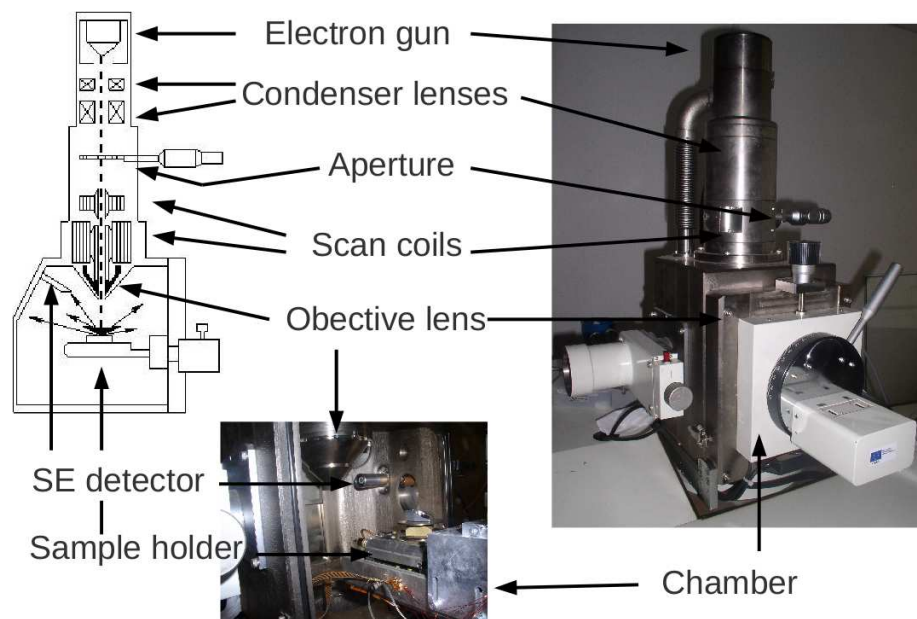 Electron gun
Condenser lenses
Aperture
Scan coils
Obective lens
SE detector
Sample holder
Chamber